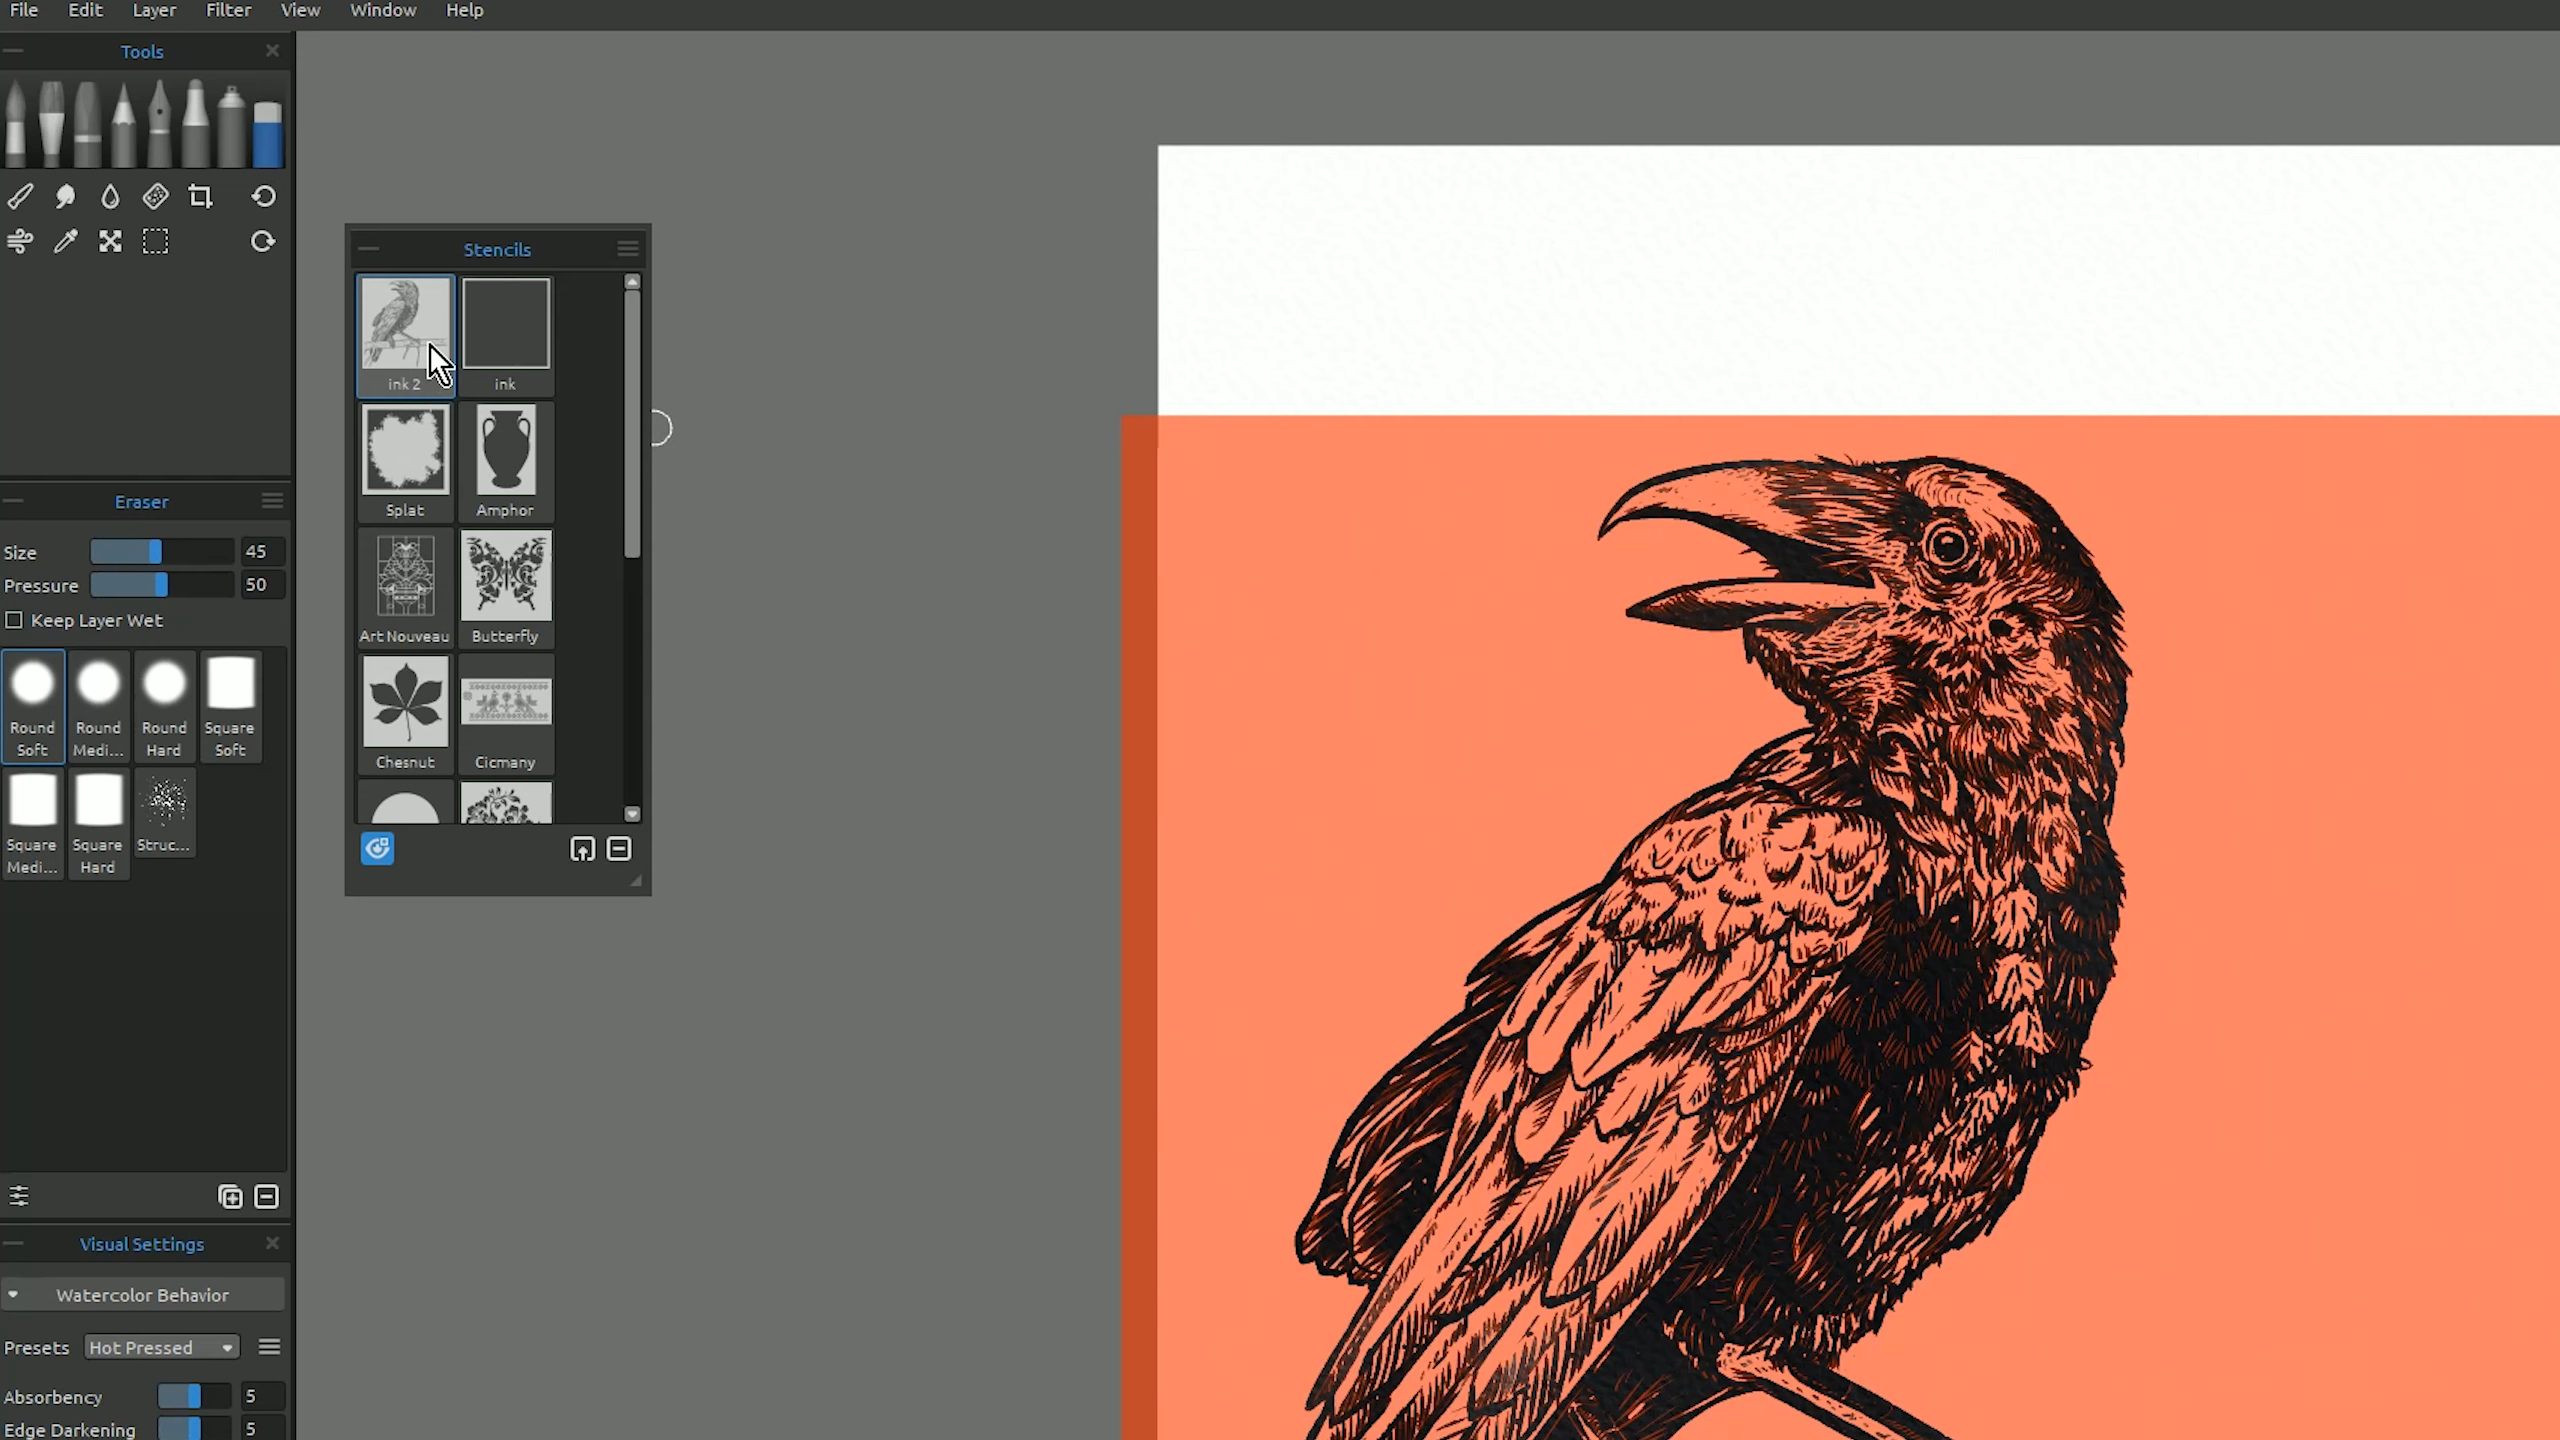 File Edit Layer Filter View Window Help
Tools
Stencils
ink 2 ink
Splat Amphor
Art Nouveau Butterfly
Chesnut Cicmany
Eraser
Size 45
Pressure 50
Keep Layer Wet
Round Soft
Round Medi...
Round Hard
Square Soft
Square Medi...
Square Hard
Struc...
Visual Settings
Watercolor Behavior
Presets Hot Pressed
Absorbency 5
Edge Darkening 5